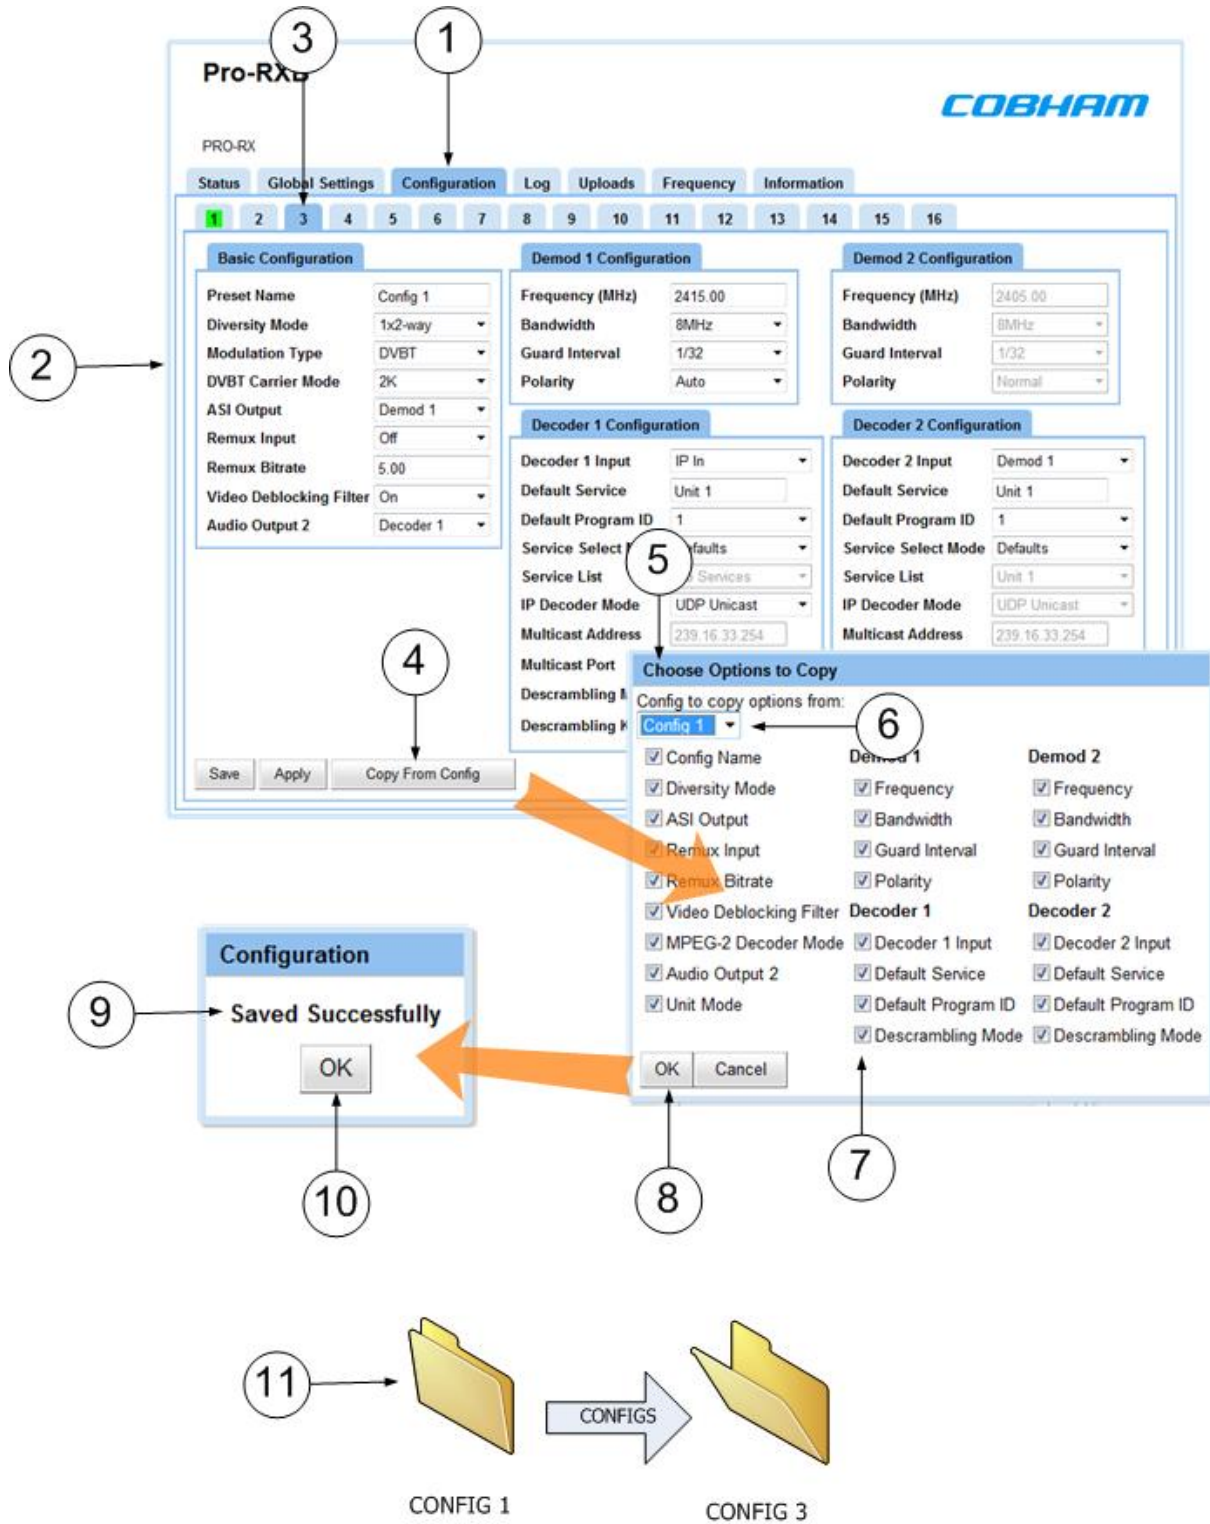 3
1
Pro-RXB
COBHAM
PRO-RX
Status Global Settings Configuration Log Uploads Frequency Information
1 2 3 4 5 6 7 8 9 10 11 12 13 14 15 16
Basic Configuration
Preset Name Config 1
Diversity Mode 1x2-way
Modulation Type DVBT
DVBT Carrier Mode 2K
ASI Output Demod 1
Remux Input Off
Remux Bitrate 5.00
Video Deblocking Filter On
Audio Output 2 Decoder 1
2
Demod 1 Configuration
Frequency (MHz) 2415.00
Bandwidth 8MHz
Guard Interval 1/32
Polarity Auto
Demod 2 Configuration
Frequency (MHz) 2405.00
Bandwidth 8MHz
Guard Interval 1/32
Polarity Normal
Decoder 1 Configuration
Decoder 1 Input IP In
Default Service Unit 1
Default Program ID 1
Service Select
Service List Services
IP Decoder Mode UDP Unicast
Multicast Address 239.16.33.254
Multicast Port
Descrambling
Descrambling
5
Decoder 2 Configuration
Decoder 2 Input Demod 1
Default Service Unit 1
Default Program ID 1
Service Select Mode Defaults
Service List Unit 1
IP Decoder Mode UDP Unicast
Multicast Address 239.16.33.254
4
Save Apply Copy From Config
Choose Options to Copy
Config to copy options from:
Config 1
6
Config Name
Diversity Mode
ASI Output
Remux Input
Remux Bitrate
Video Deblocking Filter
MPEG-2 Decoder Mode
Audio Output 2
Unit Mode
Demod 1
Frequency
Bandwidth
Guard Interval
Polarity
Decoder 1
Decoder 1 Input
Default Service
Default Program ID
Descrambling Mode
Demod 2
Frequency
Bandwidth
Guard Interval
Polarity
Decoder 2
Decoder 2 Input
Default Service
Default Program ID
Descrambling Mode
OK Cancel
7
8
Configuration
Saved Successfully
OK
9
10
11
CONFIGS
CONFIG 1
CONFIG 3